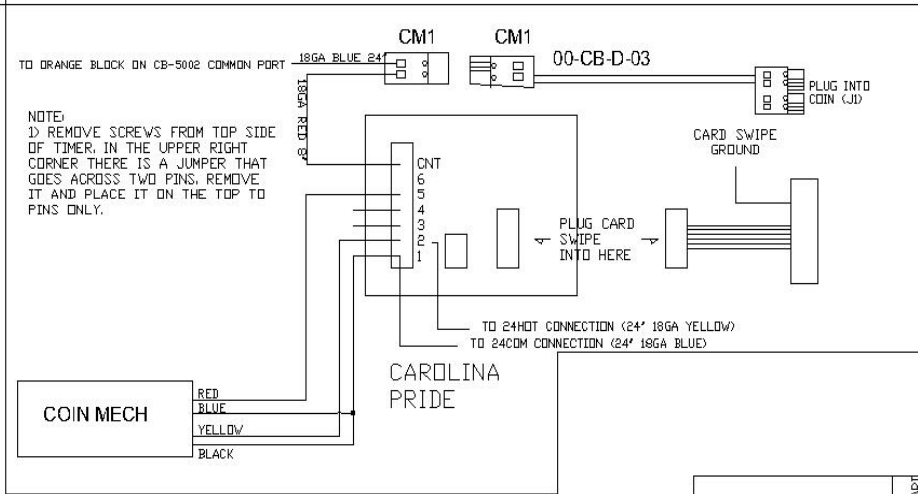 CM1
CM1
00-CB-D-03
TO ORANGE BLOCK ON CB-5002 COMMON PORT
18GA BLUE 24"
18GA RED 8"
PLUG INTO
COIN (J1)
NOTE:
1) REMOVE SCREWS FROM TOP SIDE
OF TIMER. IN THE UPPER RIGHT
CORNER THERE IS A JUMPER THAT
GOES ACROSS TWO PINS. REMOVE
IT AND PLACE IT ON THE TOP TO
PINS ONLY.
CARD SWIPE
GROUND
CNT
6
5
4
3
2
1
PLUG CARD
SWIPE
INTO HERE
TO 24HOT CONNECTION (24" 18GA YELLOW)
TO 24COM CONNECTION (24" 18GA BLUE)
CAROLINA
PRIDE
COIN MECH
RED
BLUE
YELLOW
BLACK